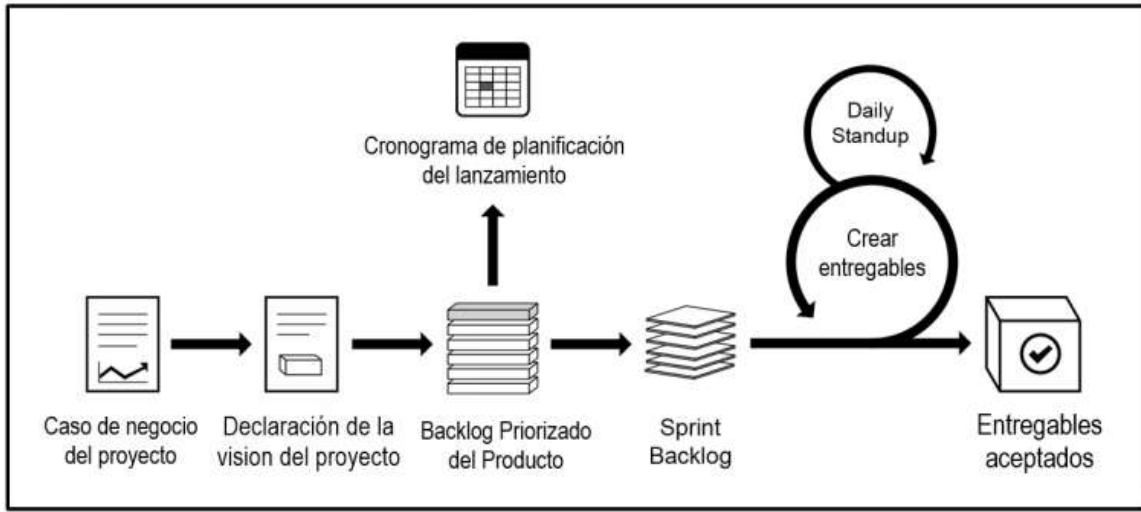 Cronograma de planificación
del lanzamiento
Daily
Standup
Crear
entregables
Caso de negocio
del proyecto
Declaración de la
vision del proyecto
Backlog Priorizado
del Producto
Sprint
Backlog
Entregables
aceptados